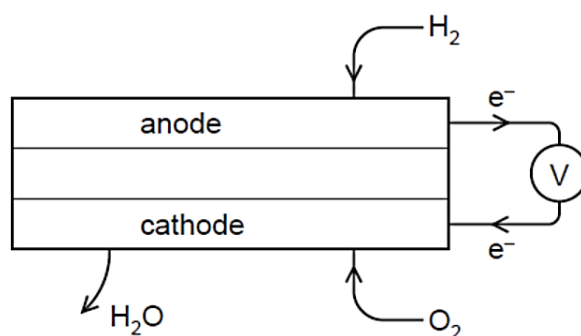 H₂
anode
e⁻
V
cathode
e⁻
H₂O
O₂